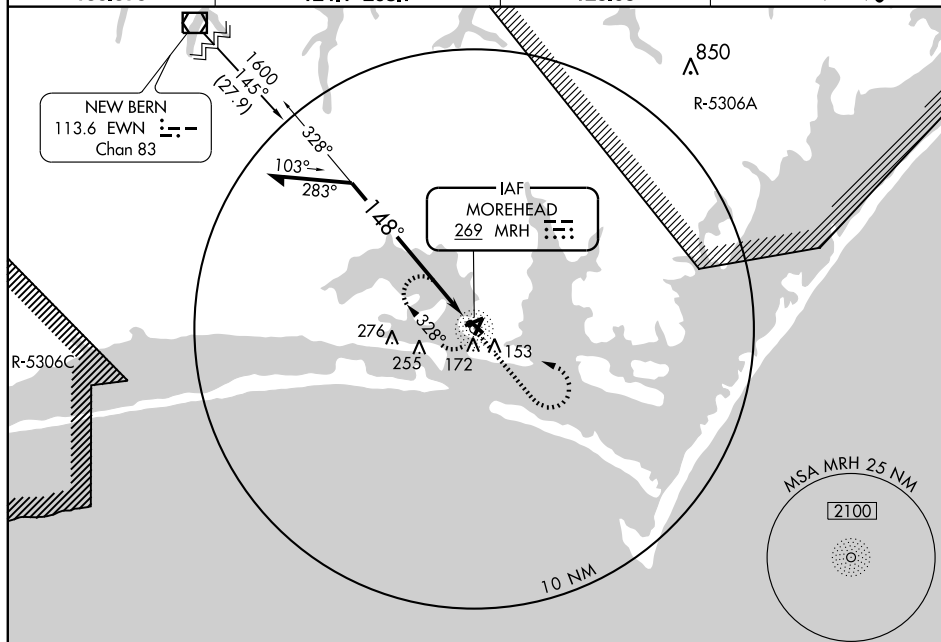 850
R-5306A
1600
145°
(27.9)
NEW BERN
113.6 EWN
Chan 83
328°
103°
283°
148°
IAF
MOREHEAD
269 MRH
328°
276
255
172
153
R-5306C
MSA MRH 25 NM
2100
10 NM